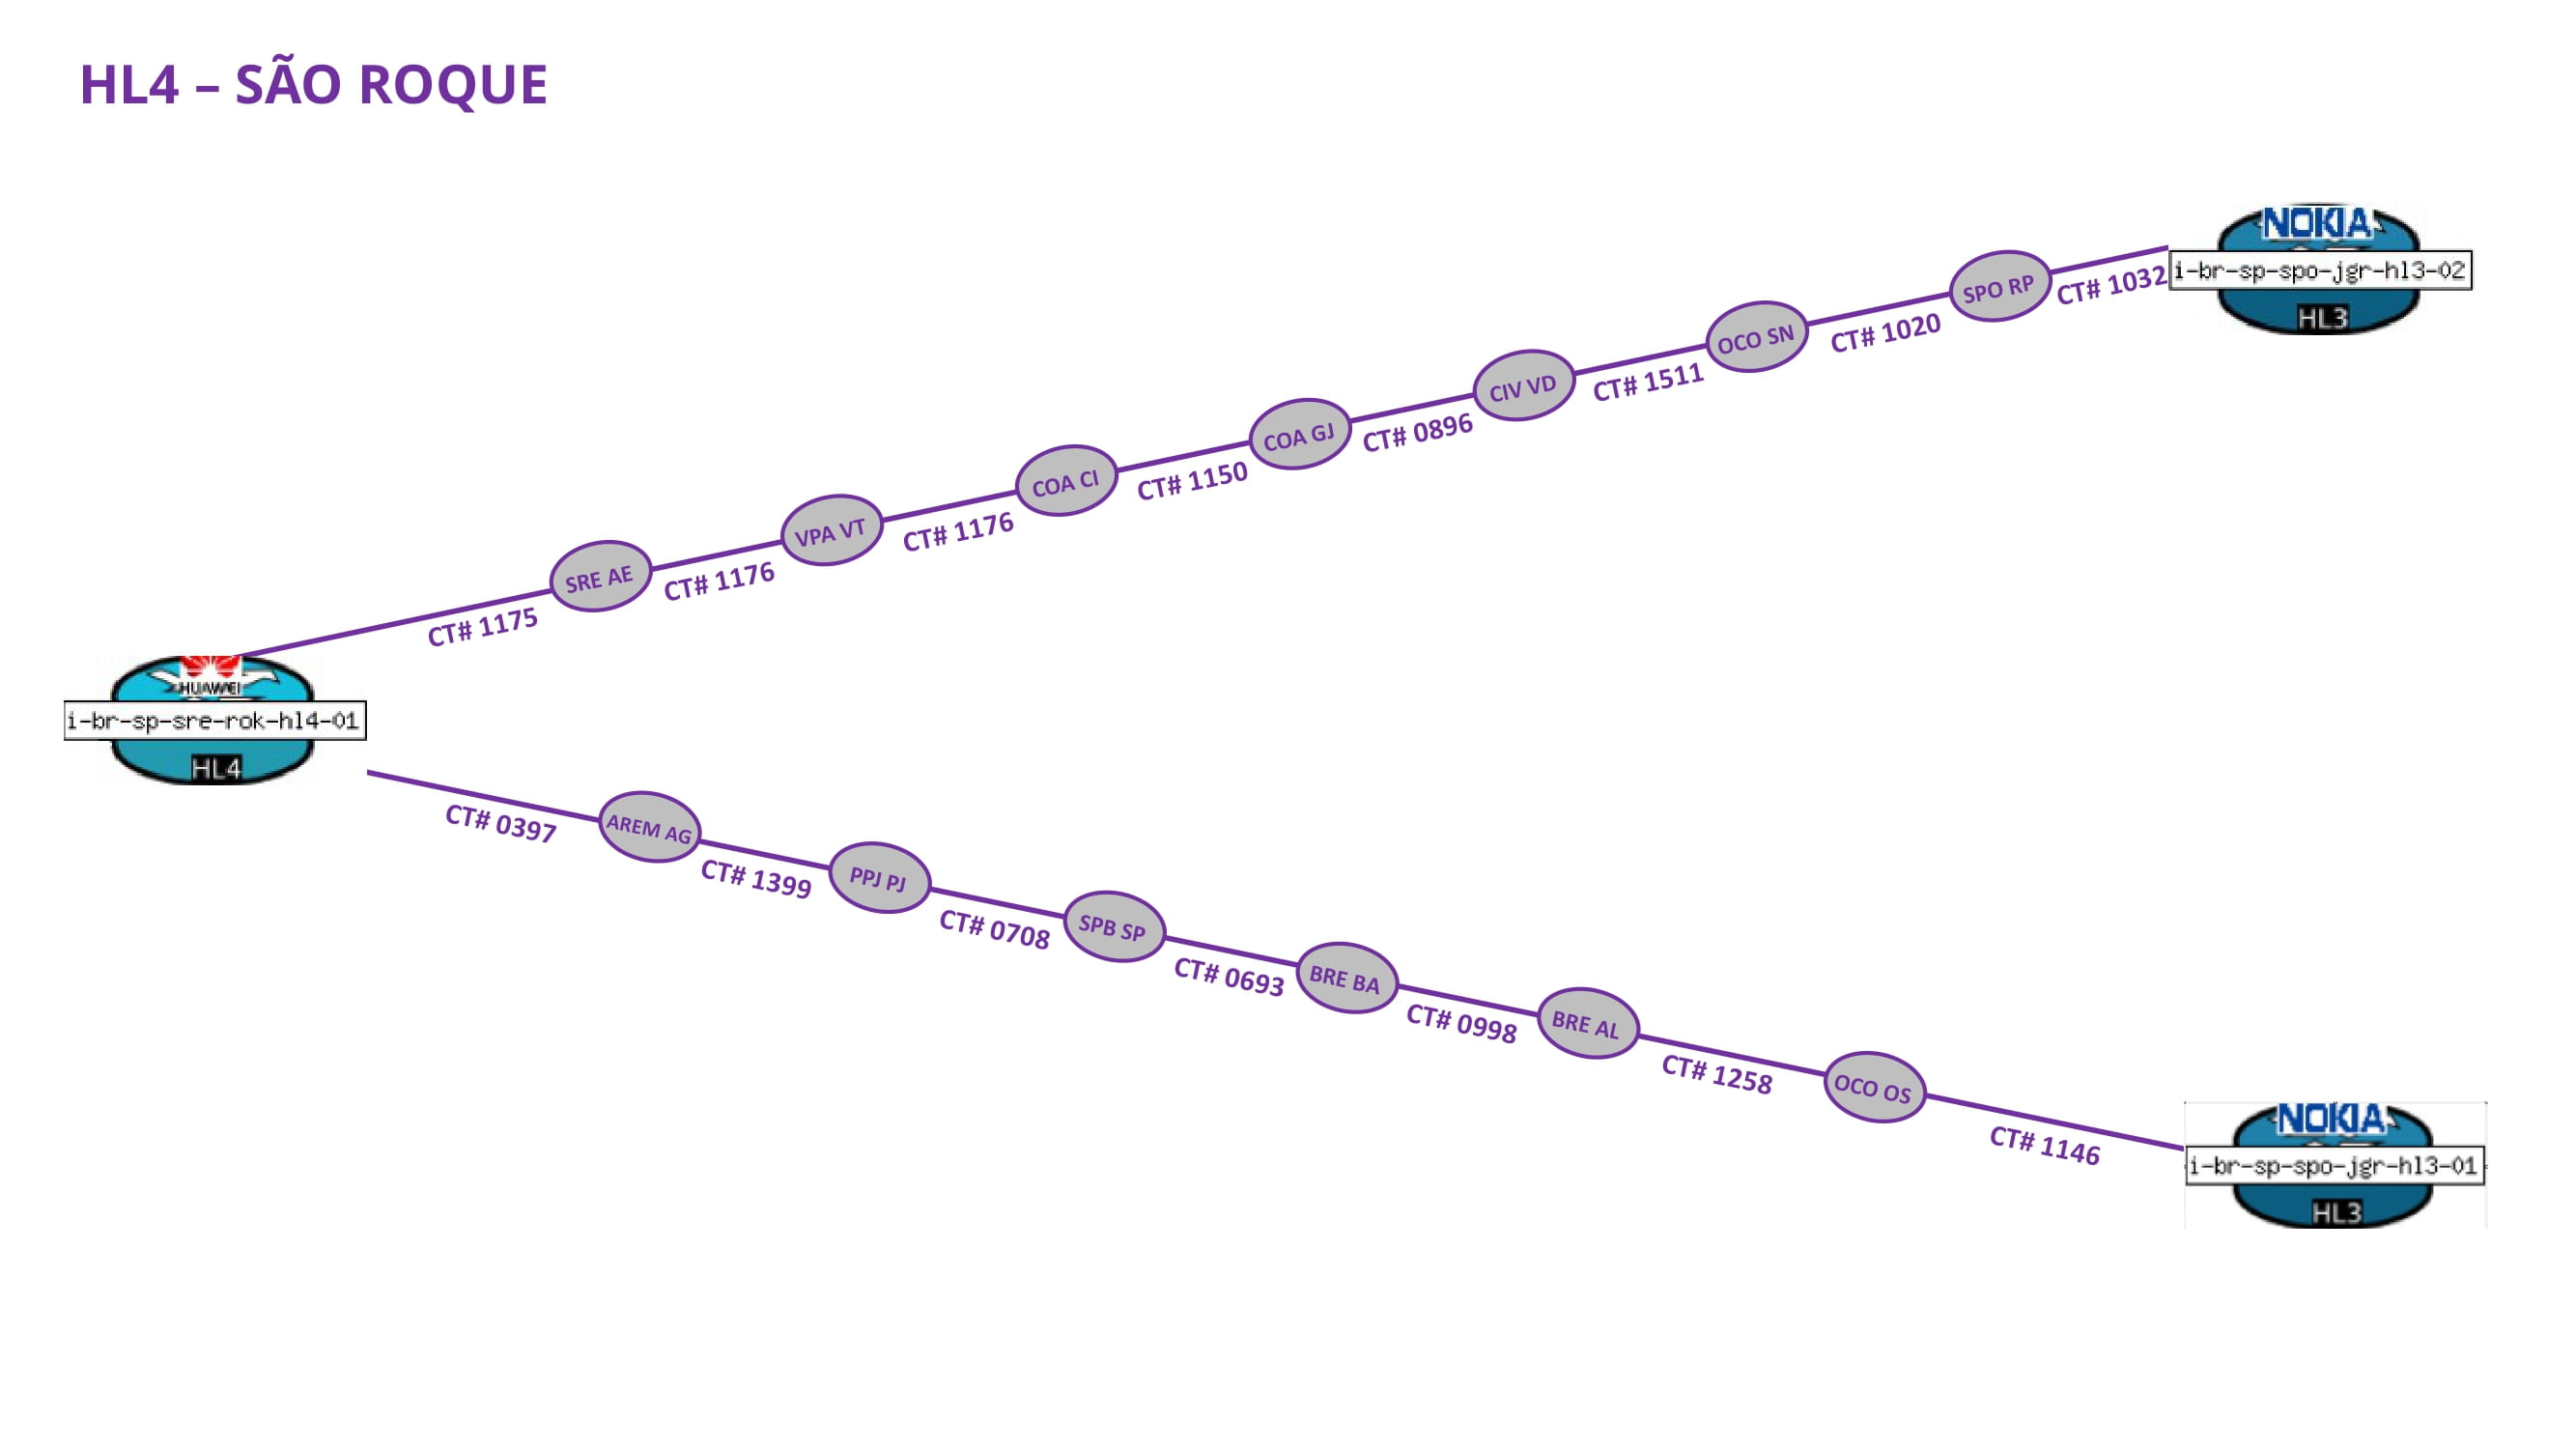 HL4 – SÃO ROQUE
NOKIA
i-br-sp-spo-jgr-hl3-02
HL3
SPO RP
CT# 1032
OCO SN
CT# 1020
CIV VD
CT# 1511
COA GJ
CT# 0896
COA CI
CT# 1150
VPA VT
CT# 1176
SRE AE
CT# 1176
CT# 1175
HUAWEI
i-br-sp-sre-rok-hl4-01
HL4
CT# 0397
AREM AG
CT# 1399
PPJ PJ
CT# 0708
SPB SP
CT# 0693
BRE BA
CT# 0998
BRE AL
CT# 1258
OCO OS
CT# 1146
NOKIA
i-br-sp-spo-jgr-hl3-01
HL3